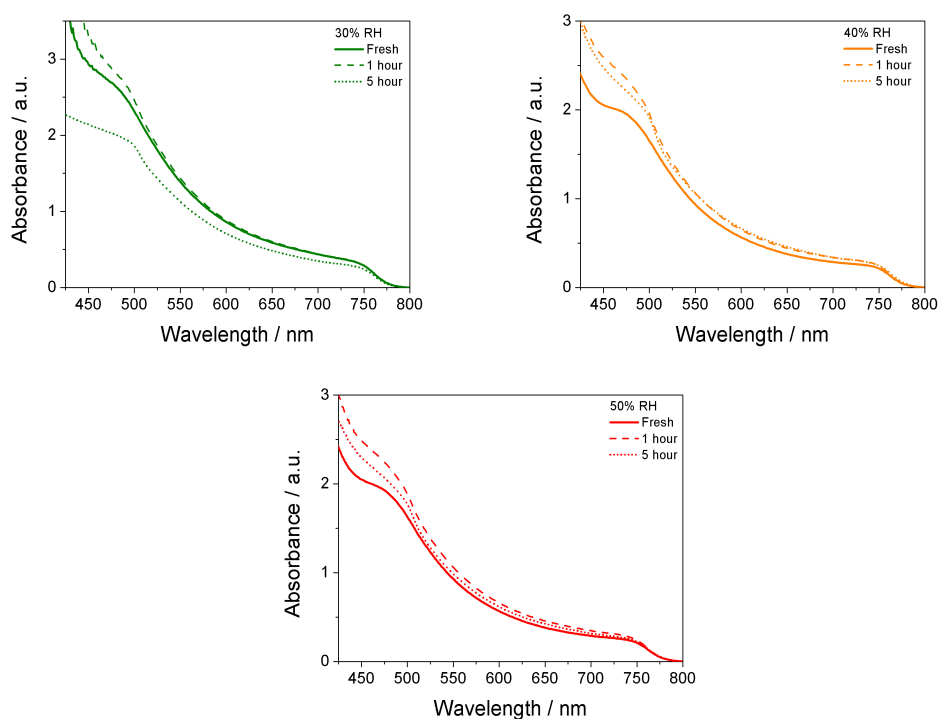 30% RH
Fresh
1 hour
5 hour
3
2
1
0
450 500 550 600 650 700 750 800
Absorbance / a.u.
Wavelength / nm
40% RH
Fresh
1 hour
5 hour
3
2
1
0
450 500 550 600 650 700 750 800
Absorbance / a.u.
Wavelength / nm
50% RH
Fresh
1 hour
5 hour
3
2
1
0
450 500 550 600 650 700 750 800
Absorbance / a.u.
Wavelength / nm